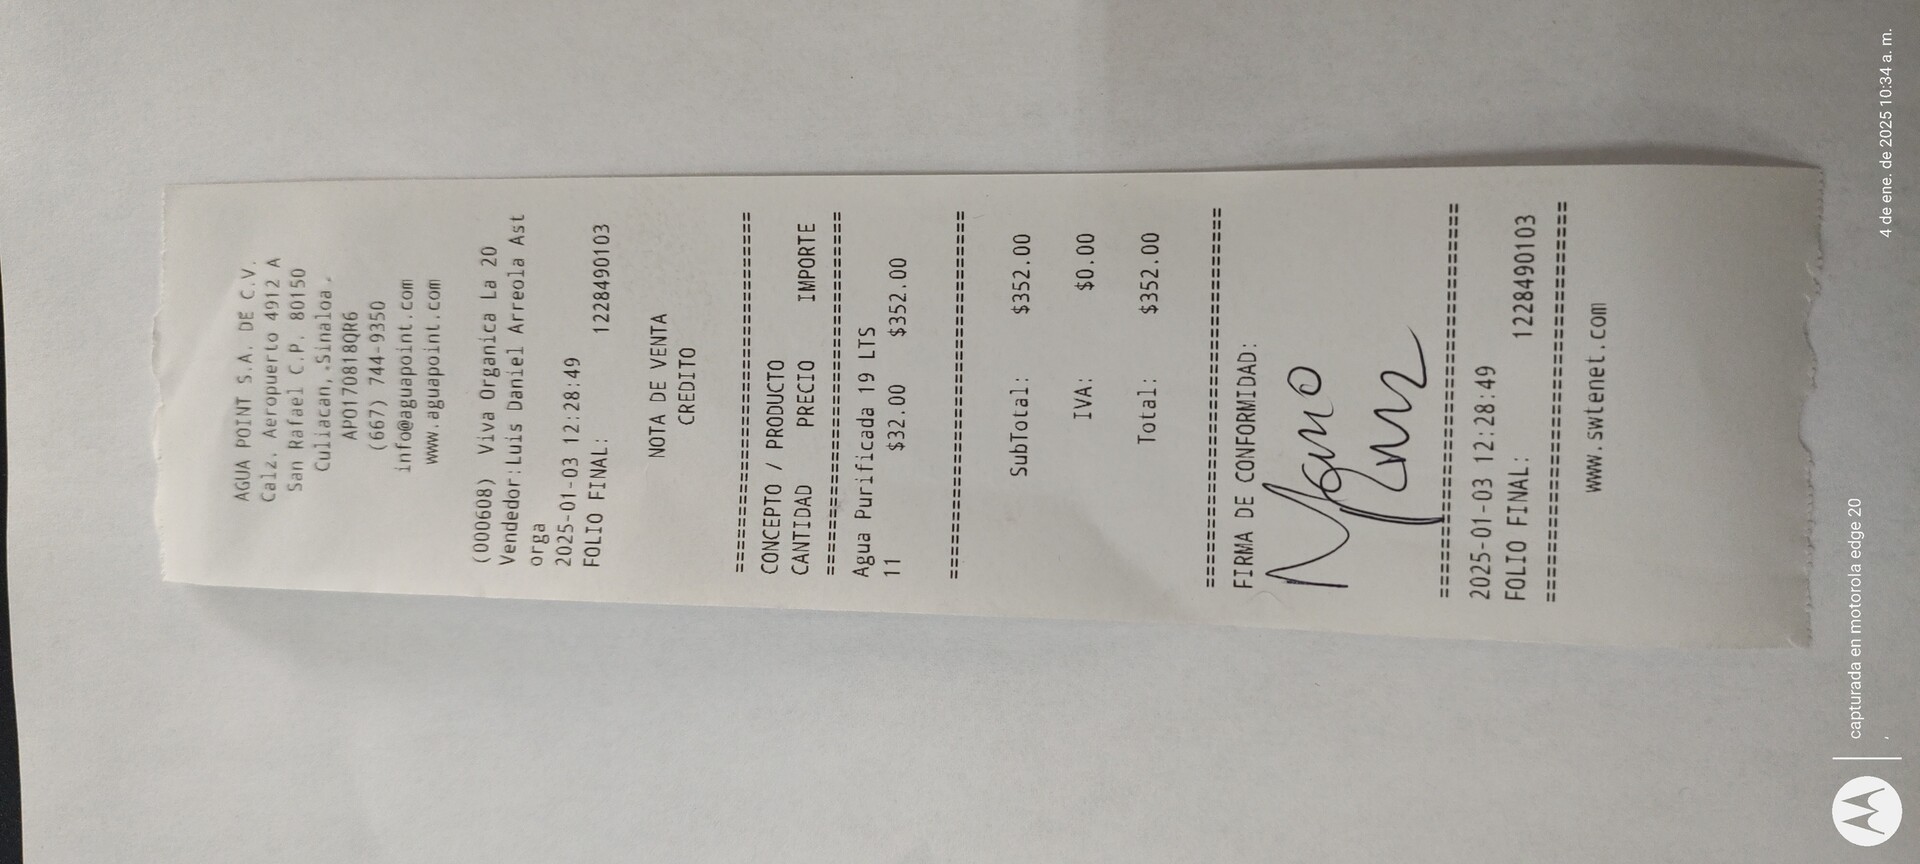 AGUA POINT S.A. DE C.V.
Calz. Aeropuerto 4912 A
San Rafael C.P. 80150
Culiacan, .Sinaloa.
APO170818QR6
(667) 744-9350
info@aguapoint.com
www.aguapoint.com
(000608) Viva Organica La 20
Vendedor:Luis Daniel Arreola Ast
orga
2025-01-03 12:28:49
FOLIO FINAL: 1228490103
NOTA DE VENTA
CREDITO
================================
CONCEPTO / PRODUCTO
CANTIDAD PRECIO IMPORTE
================================
Agua Purificada 19 LTS
11 $32.00 $352.00
================================
SubTotal: $352.00
IVA: $0.00
Total: $352.00
================================
FIRMA DE CONFORMIDAD:
================================
2025-01-03 12:28:49
FOLIO FINAL: 1228490103
================================
www.swtenet.com
capturada en motorola edge 20
4 de ene. de 2025 10:34 a. m.